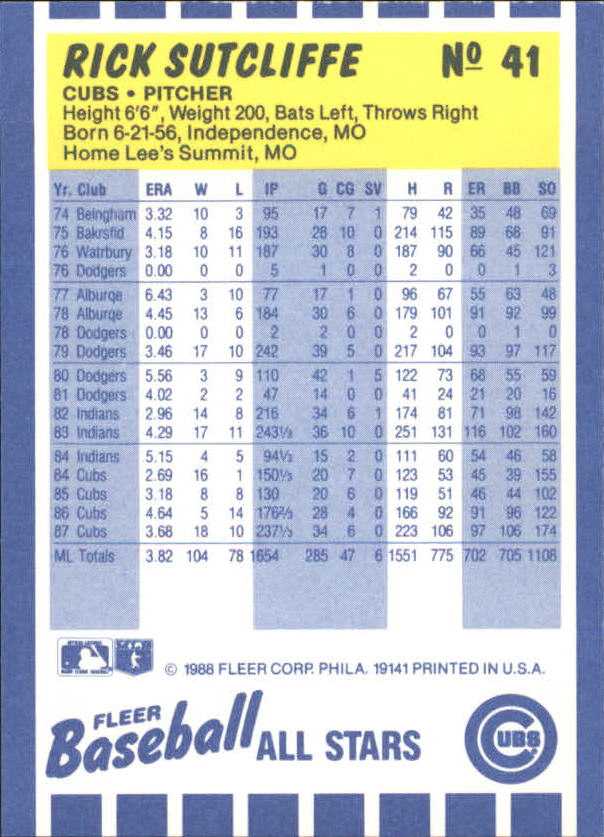 RICK SUTCLIFFE Nº 41
CUBS • PITCHER
Height 6'6", Weight 200, Bats Left, Throws Right
Born 6-21-56, Independence, MO
Home Lee's Summit, MO
Yr. Club ERA W L IP G CG SV H R ER BB SO
74 Belngham 3.32 10 3 95 17 7 1 79 42 35 48 69
75 Bakrsfld 4.15 8 16 193 28 10 0 214 115 89 68 91
76 Watrbury 3.18 10 11 187 30 8 0 187 90 66 45 121
76 Dodgers 0.00 0 0 5 1 0 0 2 0 0 1 3
77 Alburqe 6.43 3 10 77 17 1 0 96 67 55 63 48
78 Alburqe 4.45 13 6 184 30 6 0 179 101 91 92 99
78 Dodgers 0.00 0 0 2 2 0 0 2 0 0 1 0
79 Dodgers 3.46 17 10 242 39 5 0 217 104 93 97 117
80 Dodgers 5.56 3 9 110 42 1 5 122 73 68 55 59
81 Dodgers 4.02 2 2 47 14 0 0 41 24 21 20 16
82 Indians 2.96 14 8 216 34 6 1 174 81 71 98 142
83 Indians 4.29 17 11 243⅓ 36 10 0 251 131 116 102 160
84 Indians 5.15 4 5 94⅓ 15 2 0 111 60 54 46 58
84 Cubs 2.69 16 1 150⅓ 20 7 0 123 53 45 39 155
85 Cubs 3.18 8 8 130 20 6 0 119 51 46 44 102
86 Cubs 4.64 5 14 176⅔ 28 4 0 166 92 91 96 122
87 Cubs 3.68 18 10 237⅓ 34 6 0 223 106 97 106 174
ML Totals 3.82 104 78 1654 285 47 6 1551 775 702 705 1108
© 1988 FLEER CORP. PHILA. 19141 PRINTED IN U.S.A.
FLEER
Baseball ALL STARS
CUBS